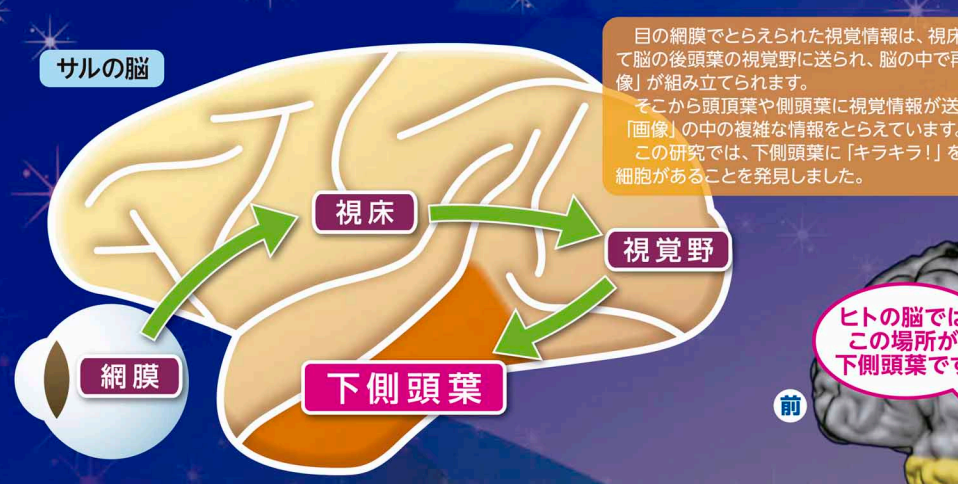 サルの脳
目の網膜でとらえられた視覚情報は、視床
て脳の後頭葉の視覚野に送られ、脳の中で再
像」が組み立てられます。
そこから頭頂葉や側頭葉に視覚情報が送
「画像」の中の複雑な情報をとらえています。
この研究では、下側頭葉に「キラキラ!」を
細胞があることを発見しました。
視床
視覚野
網膜
下側頭葉
ヒトの脳では
この場所が
下側頭葉です
前